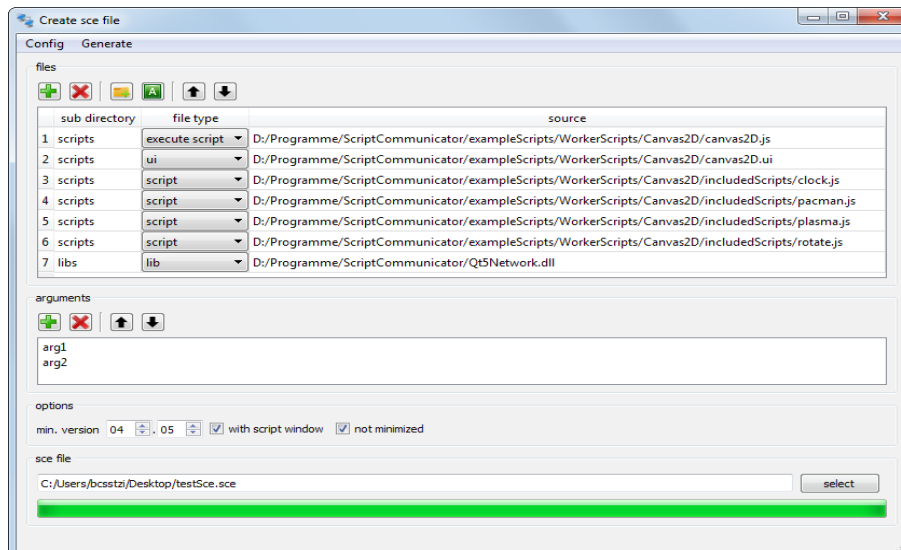 Create sce file
Config Generate
files
A
sub directory file type source
1 scripts execute script D:/Programme/ScriptCommunicator/exampleScripts/WorkerScripts/Canvas2D/canvas2D.js
2 scripts ui D:/Programme/ScriptCommunicator/exampleScripts/WorkerScripts/Canvas2D/canvas2D.ui
3 scripts script D:/Programme/ScriptCommunicator/exampleScripts/WorkerScripts/Canvas2D/includedScripts/clock.js
4 scripts script D:/Programme/ScriptCommunicator/exampleScripts/WorkerScripts/Canvas2D/includedScripts/pacman.js
5 scripts script D:/Programme/ScriptCommunicator/exampleScripts/WorkerScripts/Canvas2D/includedScripts/plasma.js
6 scripts script D:/Programme/ScriptCommunicator/exampleScripts/WorkerScripts/Canvas2D/includedScripts/rotate.js
7 libs lib D:/Programme/ScriptCommunicator/Qt5Network.dll
arguments
arg1
arg2
options
min. version 04 . 05 with script window not minimized
sce file
C:/Users/bcsstzi/Desktop/testSce.sce select